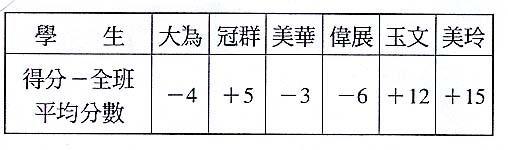 學生 大為 冠群 美華 偉展 玉文 美玲
得分－全班
平均分數 －4 ＋5 －3 －6 ＋12 ＋15